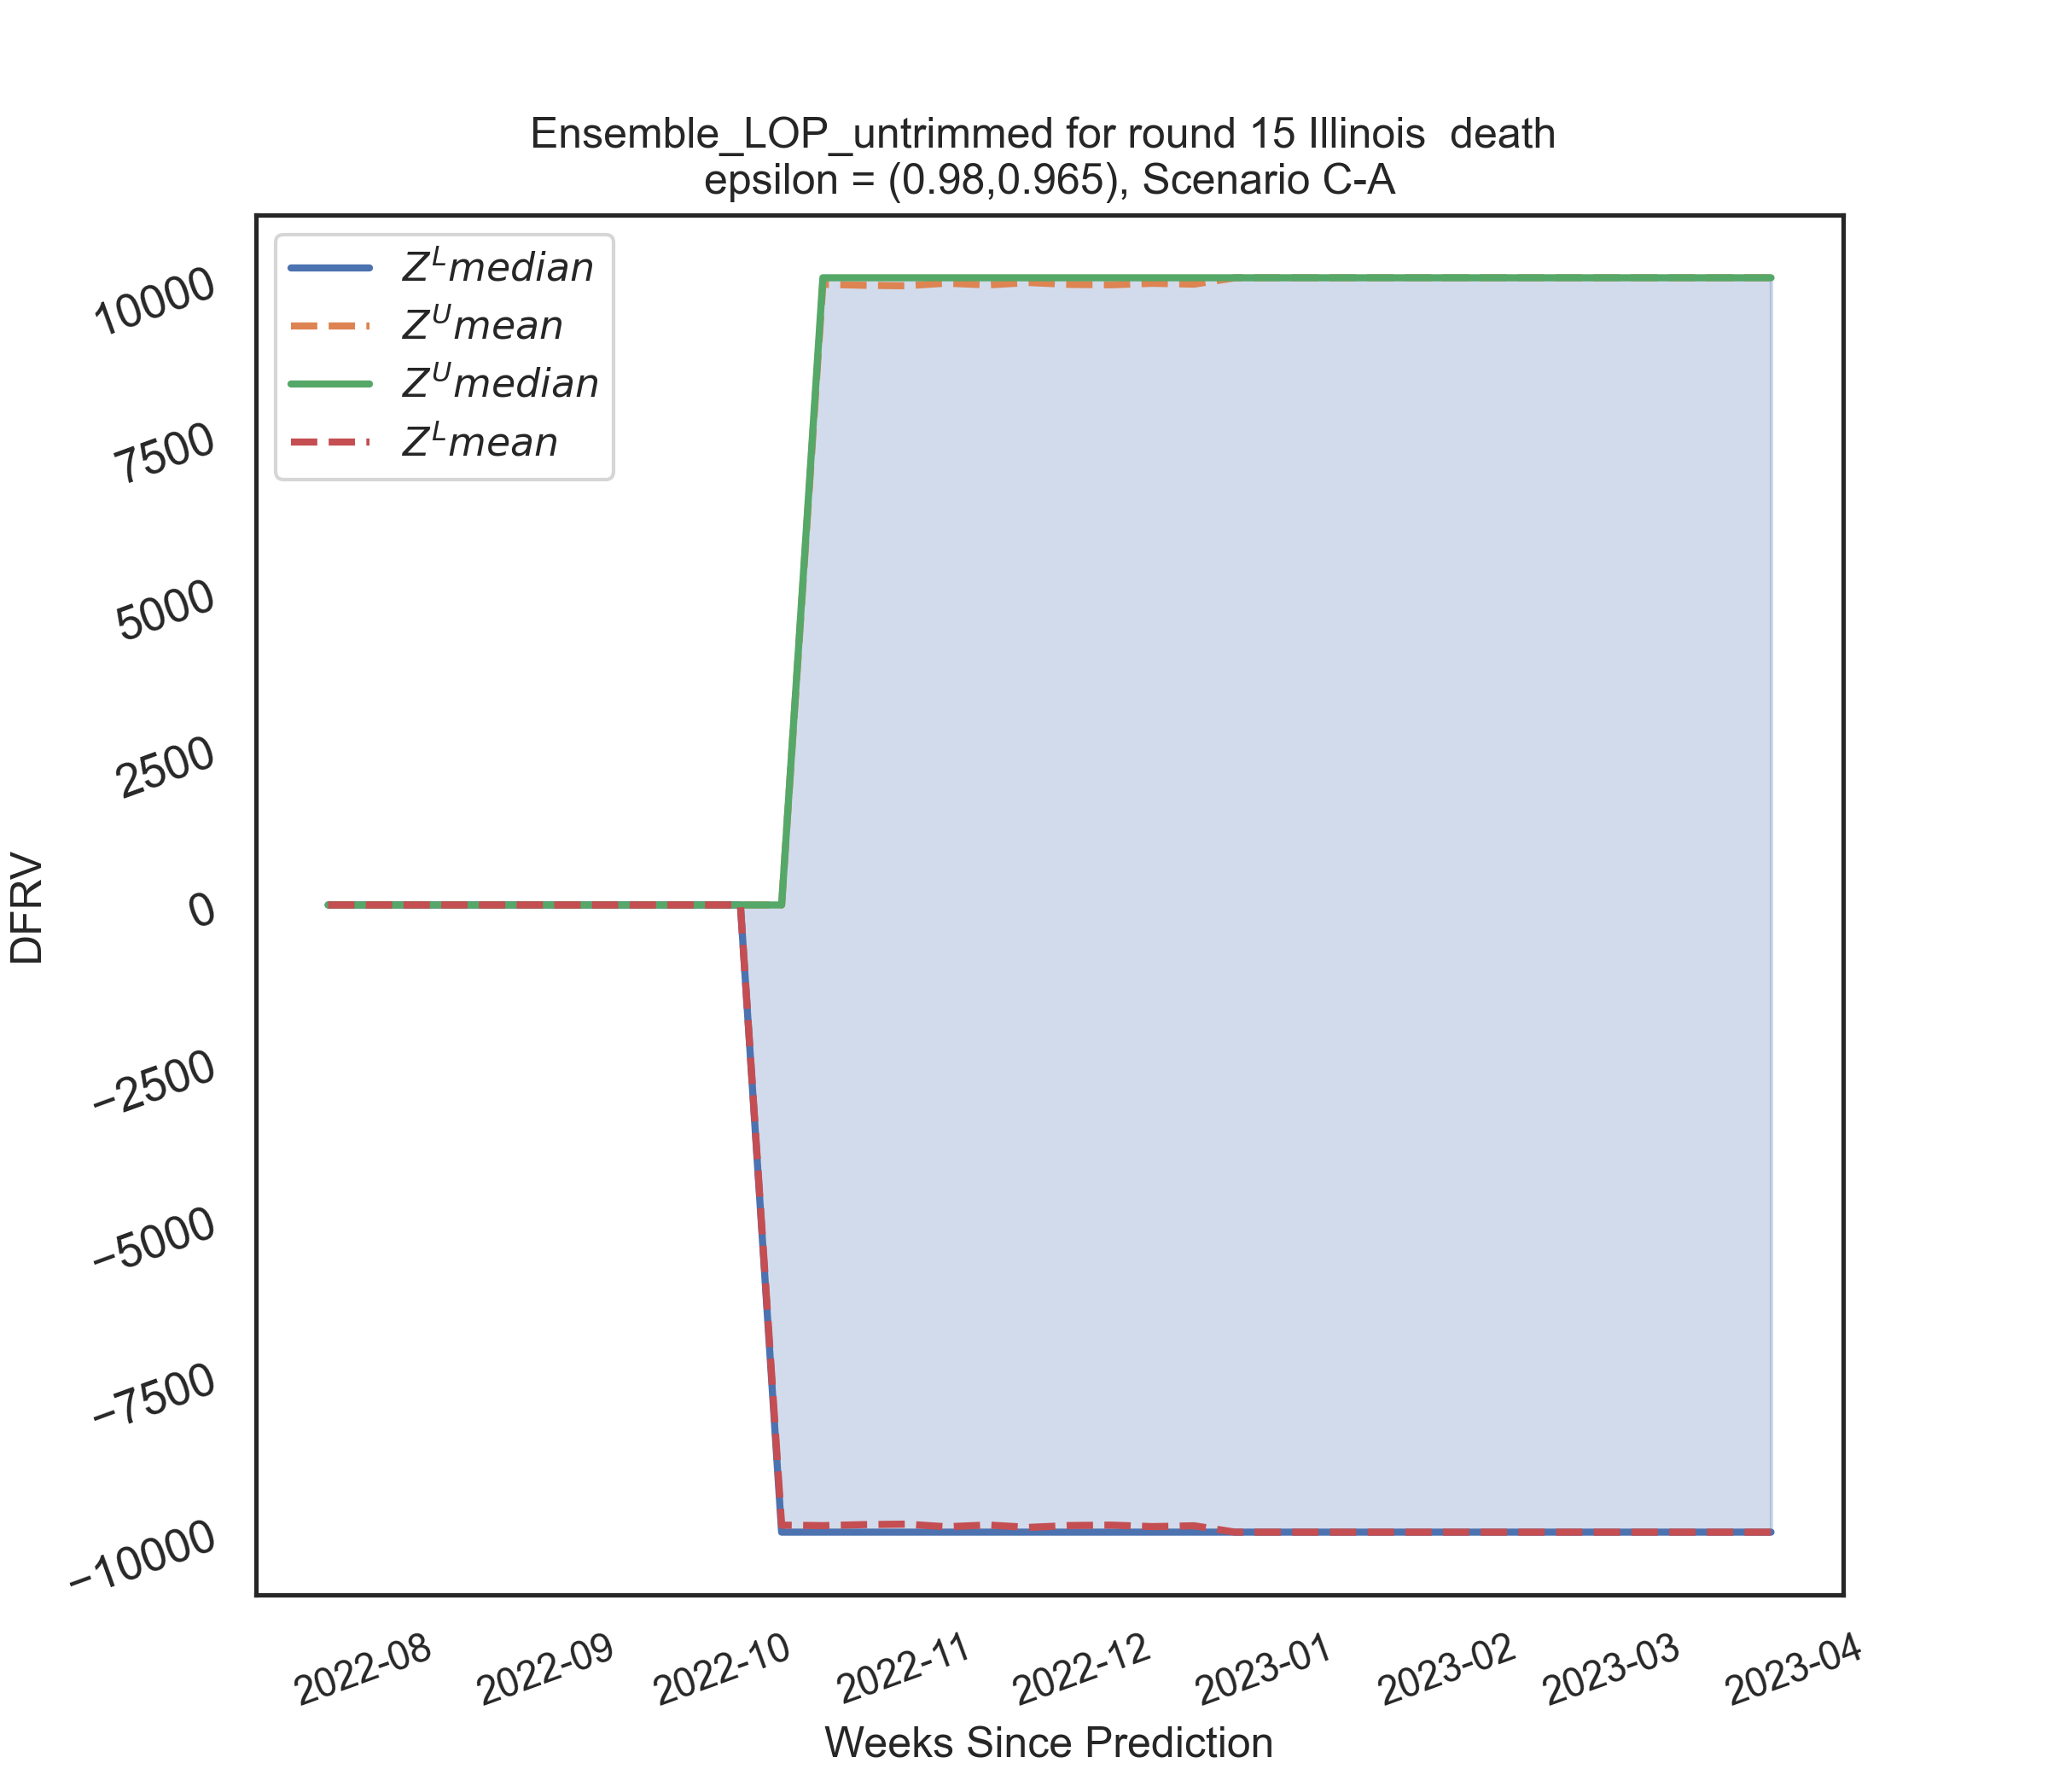 Ensemble_LOP_untrimmed for round 15 Illinois  death
epsilon = (0.98,0.965), Scenario C-A
Z^L median
Z^U mean
Z^U median
Z^L mean
10000
7500
5000
2500
0
−2500
−5000
−7500
−10000
DFRV
2022-08
2022-09
2022-10
2022-11
2022-12
2023-01
2023-02
2023-03
2023-04
Weeks Since Prediction